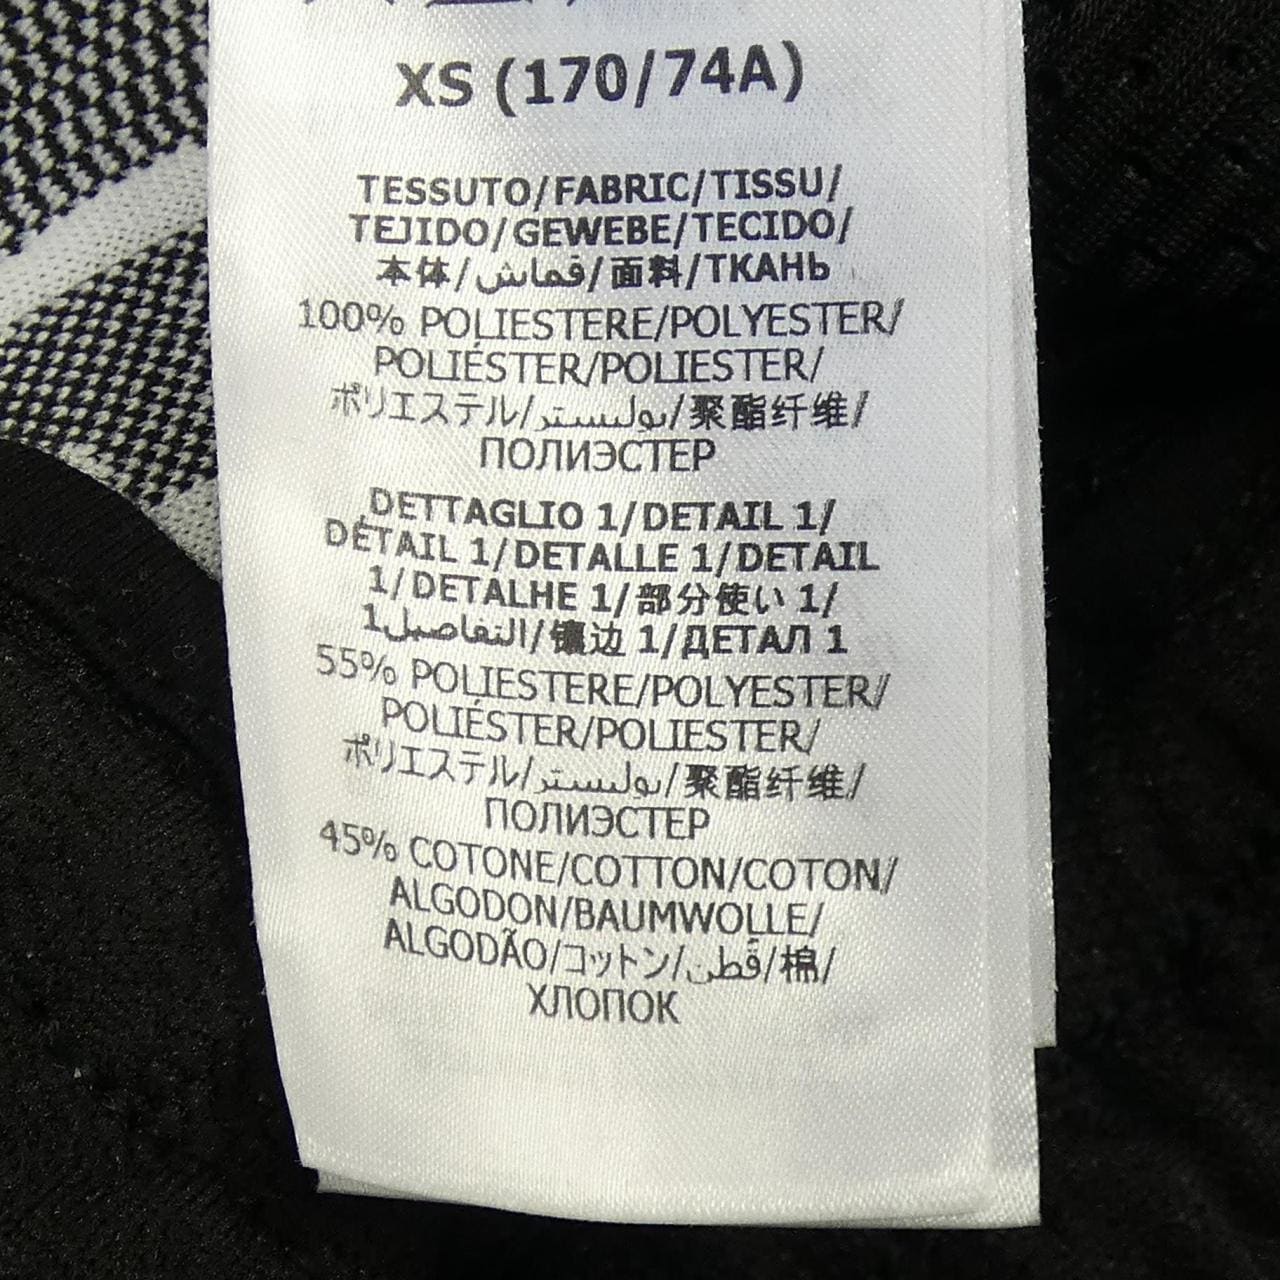 XS (170/74A)
TESSUTO/FABRIC/TISSU/
TEJIDO/GEWEBE/TECIDO/
本体/قماش/面料/ТКАНЬ
100% POLIESTERE/POLYESTER/
POLIÉSTER/POLIESTER/
ポリエステル/بوليستر/聚酯纤维/
ПОЛИЭСТЕР
DETTAGLIO 1/DETAIL 1/
DÉTAIL 1/DETALLE 1/DETAIL
1/DETALHE 1/部分使い 1/
التفاصيل1/镶边 1/ДЕТАЛ 1
55% POLIESTERE/POLYESTER/
POLIÉSTER/POLIESTER/
ポリエステル/بوليستر/聚酯纤维/
ПОЛИЭСТЕР
45% COTONE/COTTON/COTON/
ALGODON/BAUMWOLLE/
ALGODÃO/コットン/قُطن/棉/
ХЛОПОК